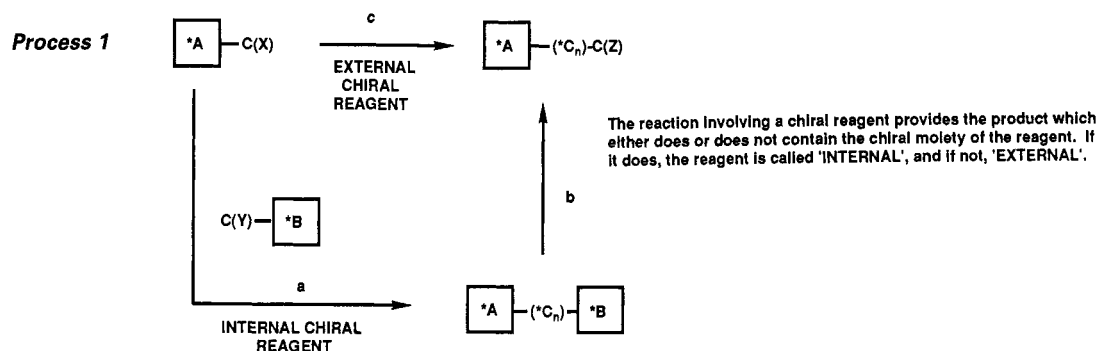 Process 1
*A
C(X)
c
EXTERNAL
CHIRAL
REAGENT
*A
(*Cn)-C(Z)
The reaction involving a chiral reagent provides the product which
either does or does not contain the chiral moiety of the reagent. If
it does, the reagent is called 'INTERNAL', and if not, 'EXTERNAL'.
b
C(Y)
*B
a
INTERNAL CHIRAL
REAGENT
*A
(*Cn)
*B